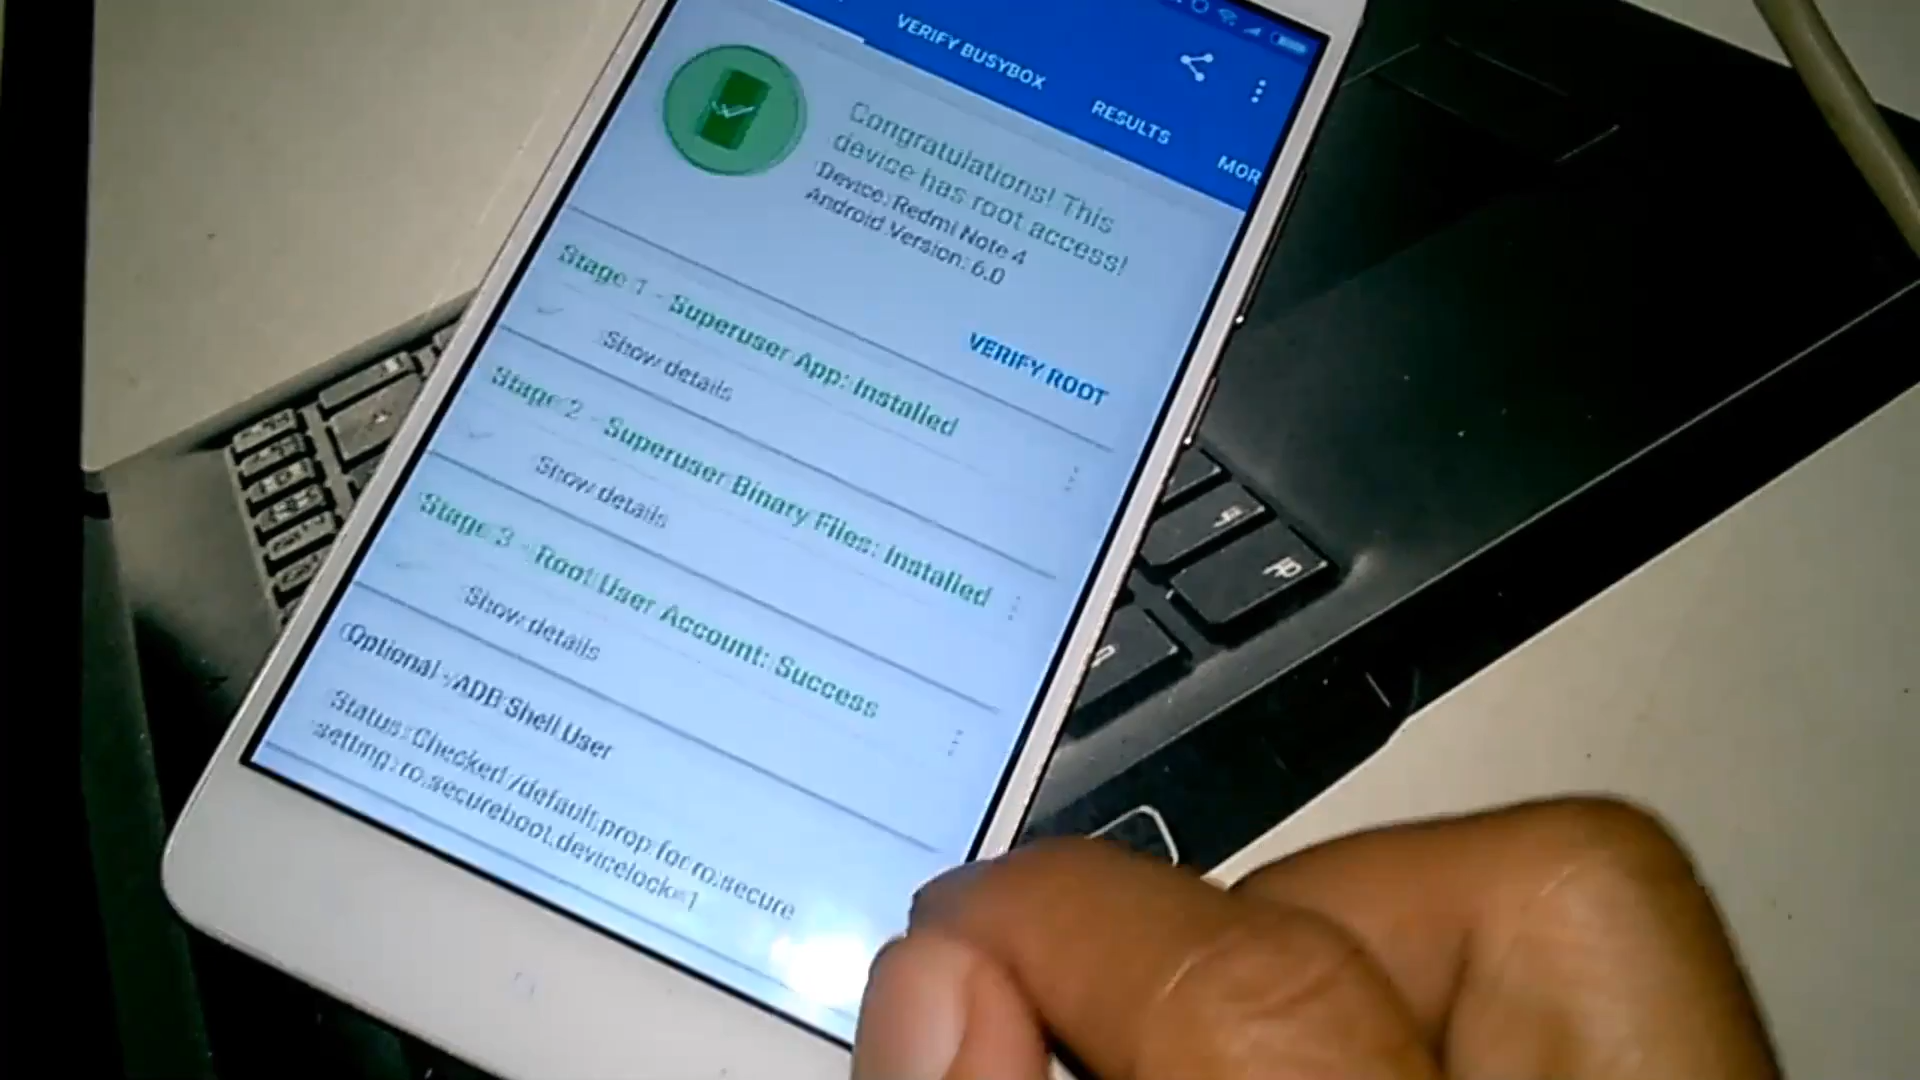 VERIFY BUSYBOX
RESULTS
MOR
Congratulations! This
device has root access!
Device: Redmi Note 4
Android Version: 6.0
VERIFY ROOT
Stage 1 - Superuser App: Installed
Show details
Stage 2 - Superuser Binary Files: Installed
Show details
Stage 3 - Root User Account: Success
Show details
Optional - ADB Shell User
Status: Checked /default.prop for ro.secure
setting: ro.secureboot.devicelock=1